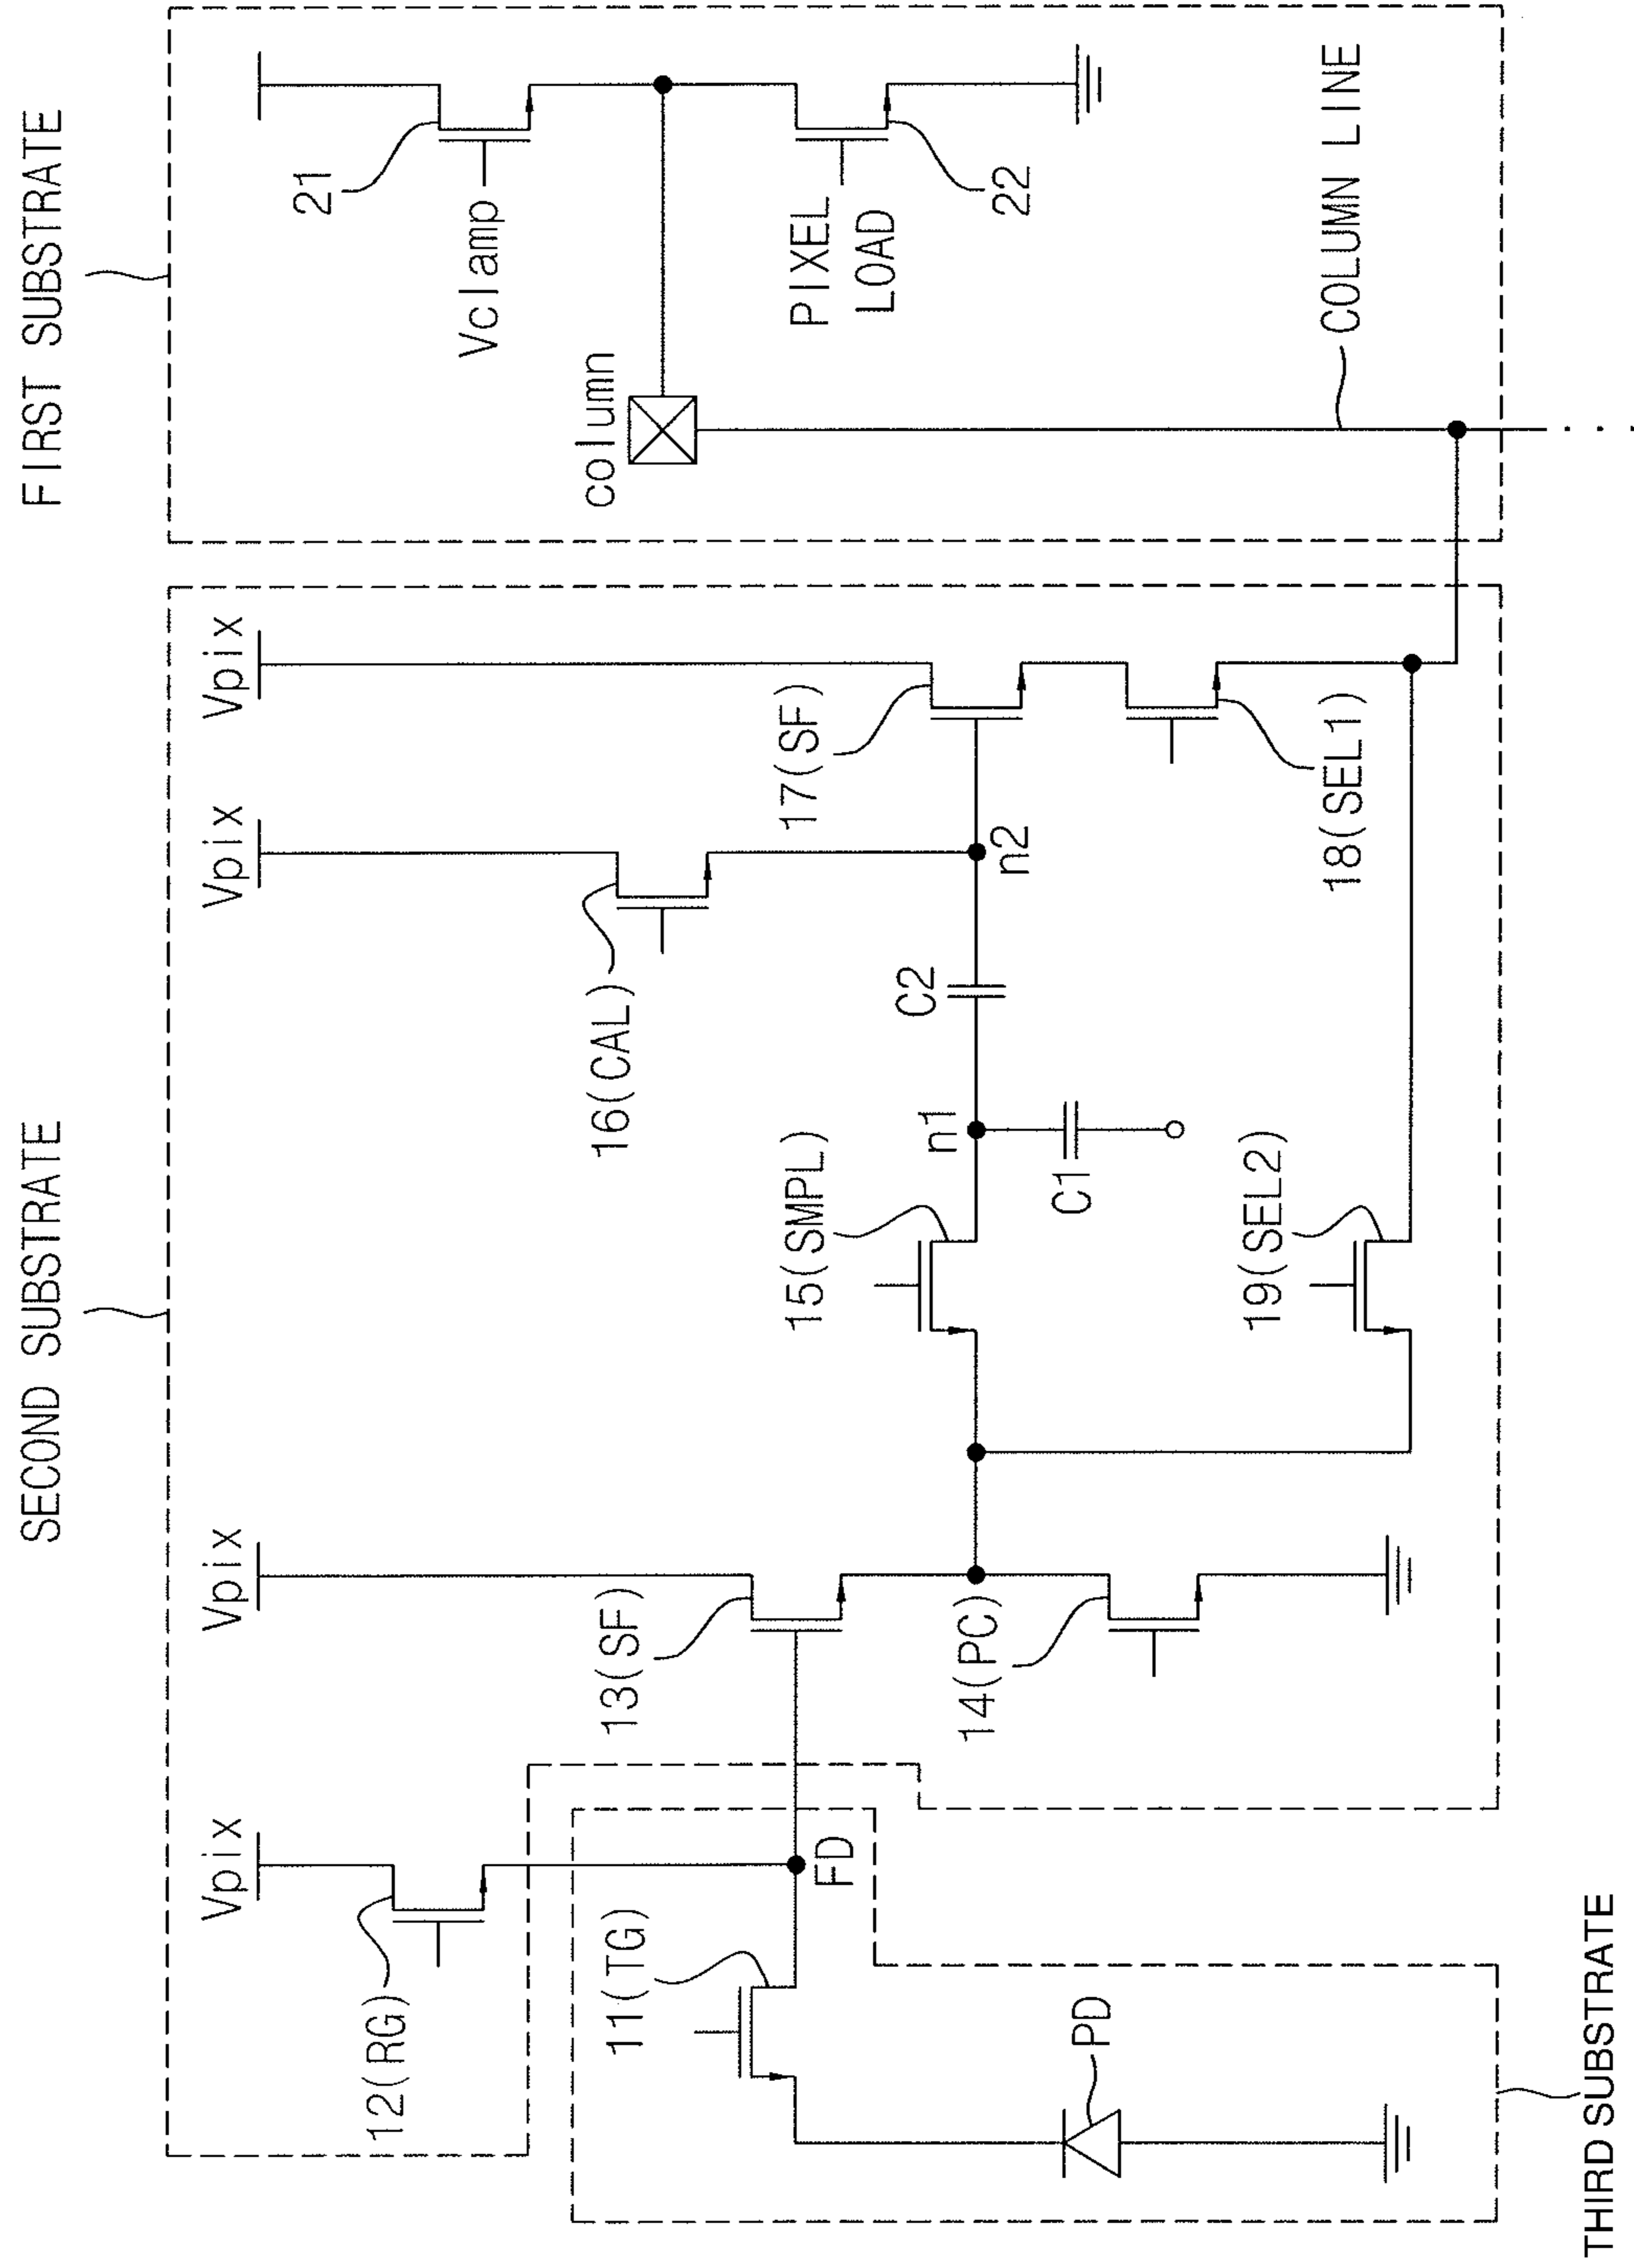 FIRST SUBSTRATE
21
Vclamp
column
PIXEL
LOAD
22
COLUMN LINE
SECOND SUBSTRATE
Vpix
Vpix
Vpix
Vpix
17(SF)
16(CAL)
n2
18(SEL1)
C2
n1
C1
15(SMPL)
19(SEL2)
13(SF)
14(PC)
12(RG)
FD
11(TG)
PD
THIRD SUBSTRATE